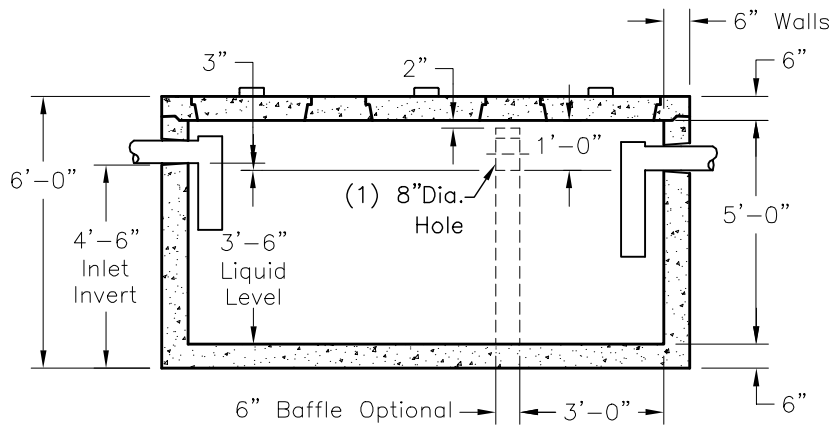 6" Walls
3"
2"
6"
1'-0"
6'-0"
(1) 8"Dia.
Hole
5'-0"
4'-6"
Inlet
Invert
3'-6"
Liquid
Level
6" Baffle Optional
3'-0"
6"